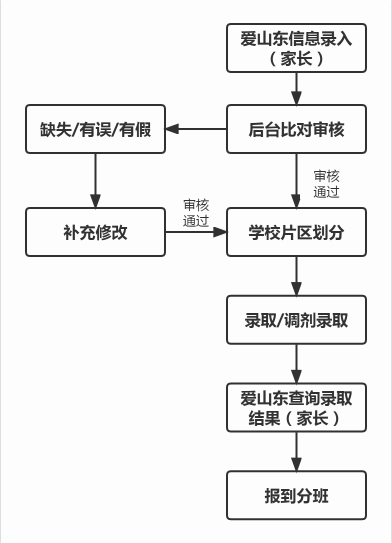 爱山东信息录入
（家长）
缺失/有误/有假
后台比对审核
审核
通过
审核
通过
补充修改
学校片区划分
录取/调剂录取
爱山东查询录取
结果（家长）
报到分班